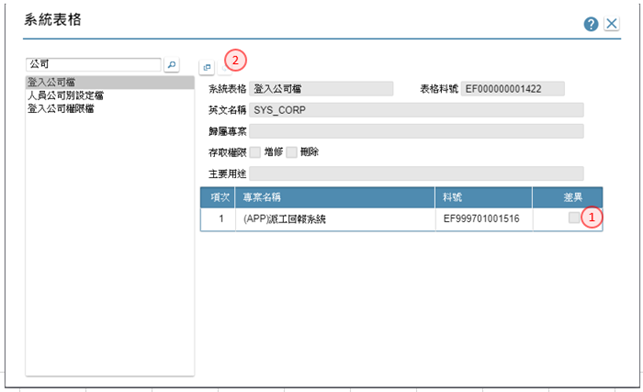 系統表格
?
公司
2
登入公司檔
人員公司別設定檔
登入公司權限檔
系統表格 登入公司檔 表格料號 EF000000001422
英文名稱 SYS_CORP
歸屬專案
存取權限 增修 刪除
主要用途
項次 專案名稱 料號 差異
1 (APP)派工回報系統 EF999701001516 1